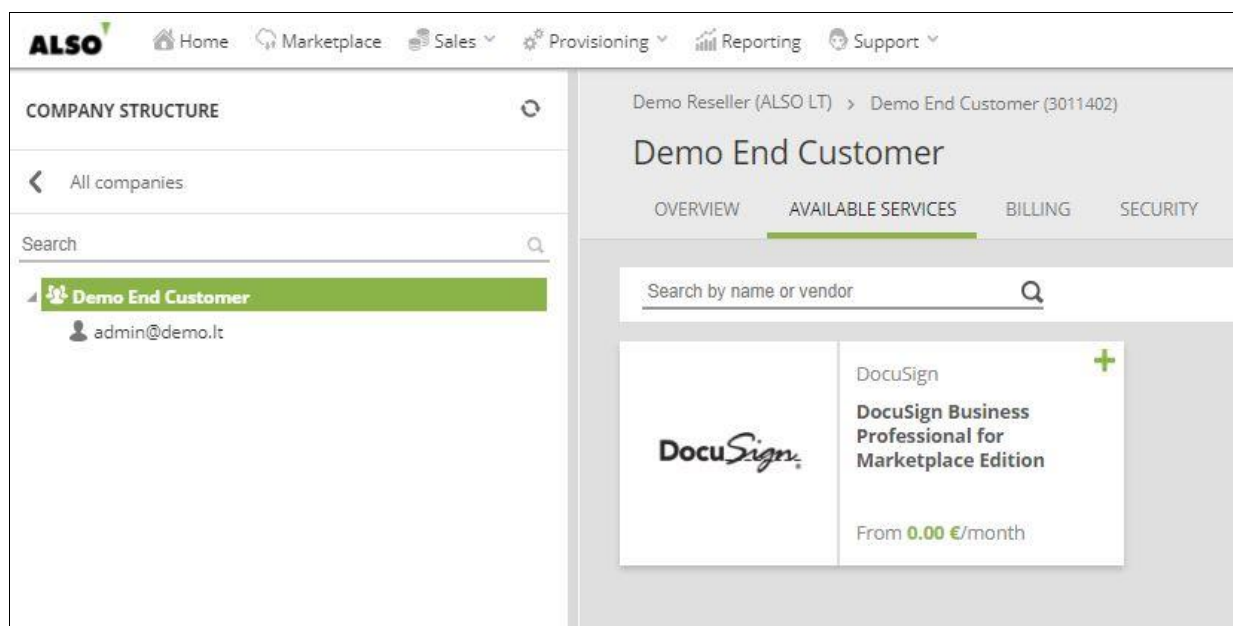 ALSO Home Marketplace Sales Provisioning Reporting Support
COMPANY STRUCTURE
All companies
Search
Demo End Customer
admin@demo.lt
Demo Reseller (ALSO LT) > Demo End Customer (3011402)
Demo End Customer
OVERVIEW AVAILABLE SERVICES BILLING SECURITY
Search by name or vendor
DocuSign
DocuSign
DocuSign Business
Professional for
Marketplace Edition
From 0.00 €/month